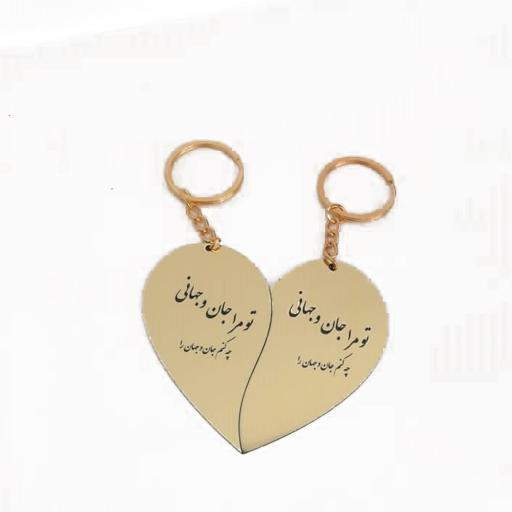 تو مرا جان و جهانی
چه کنم جان و جهان را
تو مرا جان و جهانی
چه کنم جان و جهان را